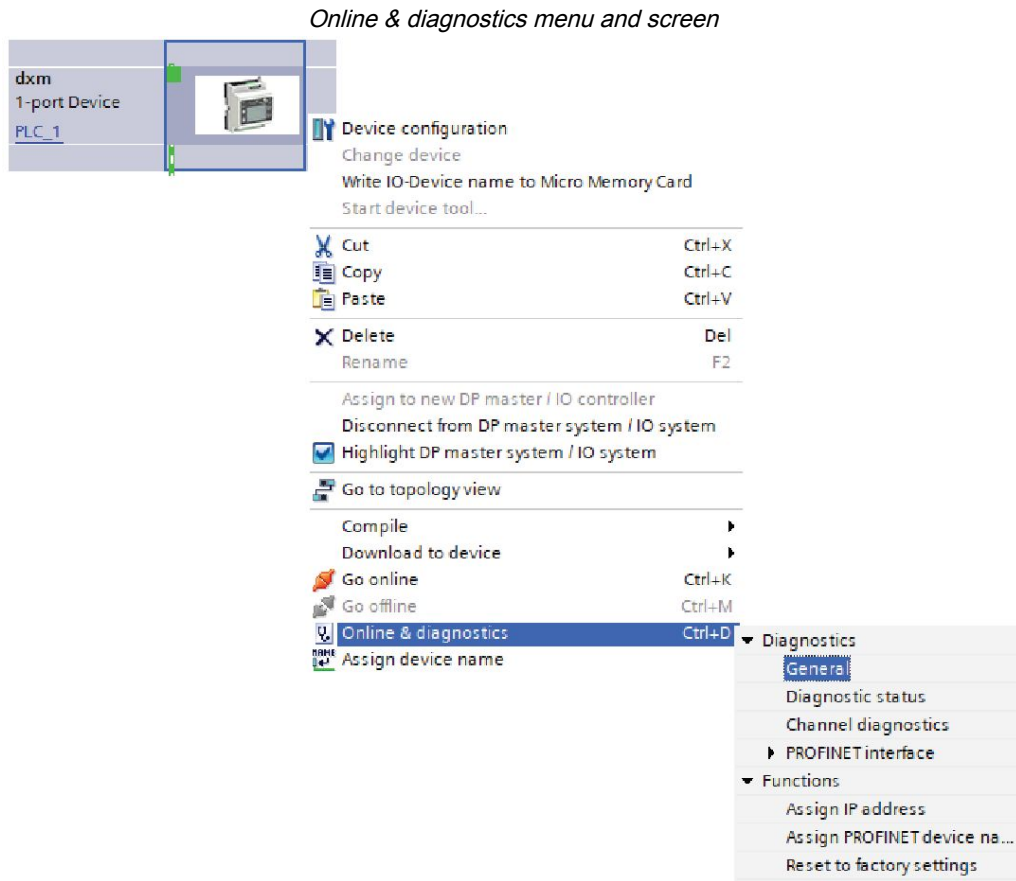 Online & diagnostics menu and screen
dxm
1-port Device
PLC_1
Device configuration
Change device
Write IO-Device name to Micro Memory Card
Start device tool...
Cut Ctrl+X
Copy Ctrl+C
Paste Ctrl+V
Delete Del
Rename F2
Assign to new DP master / IO controller
Disconnect from DP master system / IO system
Highlight DP master system / IO system
Go to topology view
Compile
Download to device
Go online Ctrl+K
Go offline Ctrl+M
Online & diagnostics Ctrl+D
NAME Assign device name
Diagnostics
General
Diagnostic status
Channel diagnostics
PROFINET interface
Functions
Assign IP address
Assign PROFINET device na...
Reset to factory settings